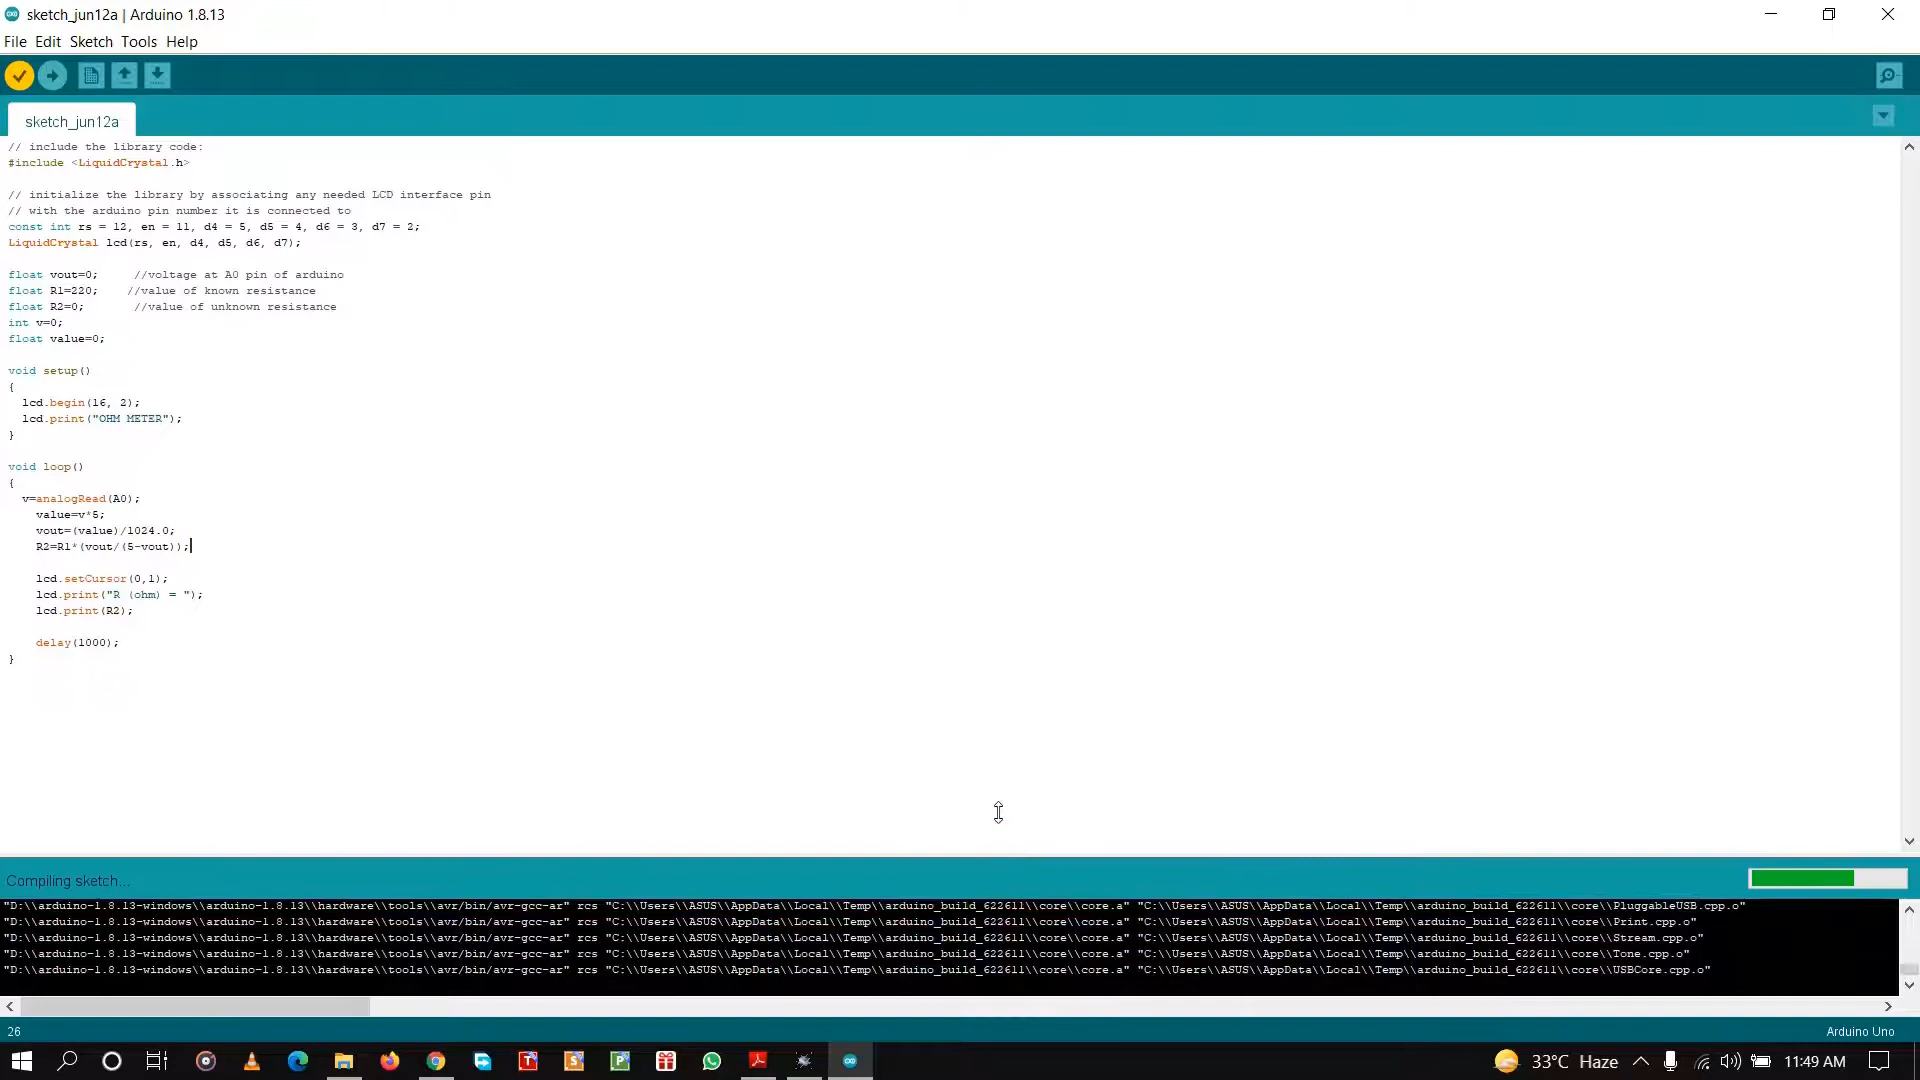 sketch_jun12a | Arduino 1.8.13
File Edit Sketch Tools Help
sketch_jun12a
// include the library code:
#include <LiquidCrystal.h>
// initialize the library by associating any needed LCD interface pin
// with the arduino pin number it is connected to
const int rs = 12, en = 11, d4 = 5, d5 = 4, d6 = 3, d7 = 2;
LiquidCrystal lcd(rs, en, d4, d5, d6, d7);
float vout=0;     //voltage at A0 pin of arduino
float R1=220;    //value of known resistance
float R2=0;       //value of unknown resistance
int v=0;
float value=0;
void setup()
{
  lcd.begin(16, 2);
  lcd.print("OHM METER");
}
void loop()
{
  v=analogRead(A0);
    value=v*5;
    vout=(value)/1024.0;
    R2=R1*(vout/(5-vout));
    lcd.setCursor(0,1);
    lcd.print("R (ohm) = ");
    lcd.print(R2);
    delay(1000);
}
Compiling sketch...
"D:\\arduino-1.8.13-windows\\arduino-1.8.13\\hardware\\tools\\avr/bin/avr-gcc-ar" rcs "C:\\Users\\ASUS\\AppData\\Local\\Temp\\arduino_build_622611\\core\\core.a" "C:\\Users\\ASUS\\AppData\\Local\\Temp\\arduino_build_622611\\core\\PluggableUSB.cpp.o"
"D:\\arduino-1.8.13-windows\\arduino-1.8.13\\hardware\\tools\\avr/bin/avr-gcc-ar" rcs "C:\\Users\\ASUS\\AppData\\Local\\Temp\\arduino_build_622611\\core\\core.a" "C:\\Users\\ASUS\\AppData\\Local\\Temp\\arduino_build_622611\\core\\Print.cpp.o"
"D:\\arduino-1.8.13-windows\\arduino-1.8.13\\hardware\\tools\\avr/bin/avr-gcc-ar" rcs "C:\\Users\\ASUS\\AppData\\Local\\Temp\\arduino_build_622611\\core\\core.a" "C:\\Users\\ASUS\\AppData\\Local\\Temp\\arduino_build_622611\\core\\Stream.cpp.o"
"D:\\arduino-1.8.13-windows\\arduino-1.8.13\\hardware\\tools\\avr/bin/avr-gcc-ar" rcs "C:\\Users\\ASUS\\AppData\\Local\\Temp\\arduino_build_622611\\core\\core.a" "C:\\Users\\ASUS\\AppData\\Local\\Temp\\arduino_build_622611\\core\\Tone.cpp.o"
"D:\\arduino-1.8.13-windows\\arduino-1.8.13\\hardware\\tools\\avr/bin/avr-gcc-ar" rcs "C:\\Users\\ASUS\\AppData\\Local\\Temp\\arduino_build_622611\\core\\core.a" "C:\\Users\\ASUS\\AppData\\Local\\Temp\\arduino_build_622611\\core\\USBCore.cpp.o"
26 Arduino Uno
33°C Haze 11:49 AM